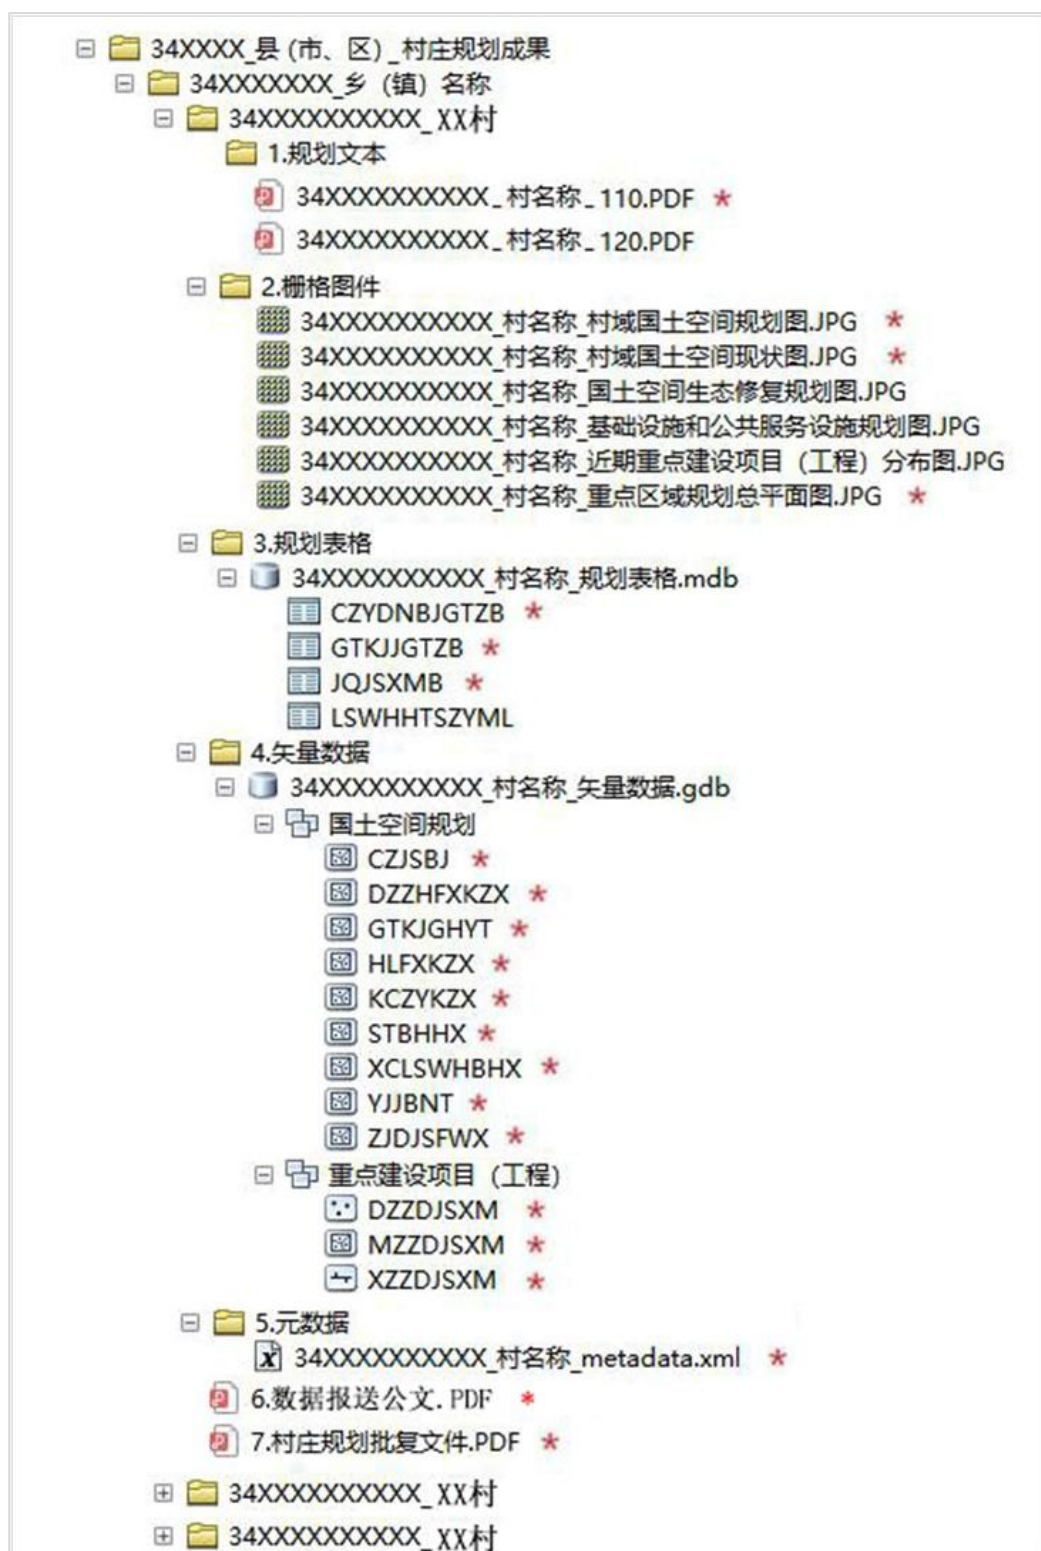 34XXXX_县 (市、区) _村庄规划成果
34XXXXXXX_乡 (镇) 名称
34XXXXXXXXXX_XX村
1.规划文本
34XXXXXXXXXX_村名称_110.PDF *
34XXXXXXXXXX_村名称_120.PDF
2.栅格图件
34XXXXXXXXXX_村名称_村域国土空间规划图.JPG *
34XXXXXXXXXX_村名称_村域国土空间现状图.JPG *
34XXXXXXXXXX_村名称_国土空间生态修复规划图.JPG
34XXXXXXXXXX_村名称_基础设施和公共服务设施规划图.JPG
34XXXXXXXXXX_村名称_近期重点建设项目 (工程) 分布图.JPG
34XXXXXXXXXX_村名称_重点区域规划总平面图.JPG *
3.规划表格
34XXXXXXXXXX_村名称_规划表格.mdb
CZYDNBJGTZB *
GTKJJGTZB *
JQJSXMB *
LSWHHTSZYML
4.矢量数据
34XXXXXXXXXX_村名称_矢量数据.gdb
国土空间规划
CZJSBJ *
DZZHFXKZX *
GTKJGHYT *
HLFXKZX *
KCZYKZX *
STBHHX *
XCLSWHBHX *
YJJBNT *
ZJDJSFWX *
重点建设项目 (工程)
DZZDJSXM *
MZZDJSXM *
XZZDJSXM *
5.元数据
34XXXXXXXXXX_村名称_metadata.xml *
6.数据报送公文.PDF *
7.村庄规划批复文件.PDF *
34XXXXXXXXXX_XX村
34XXXXXXXXXX_XX村